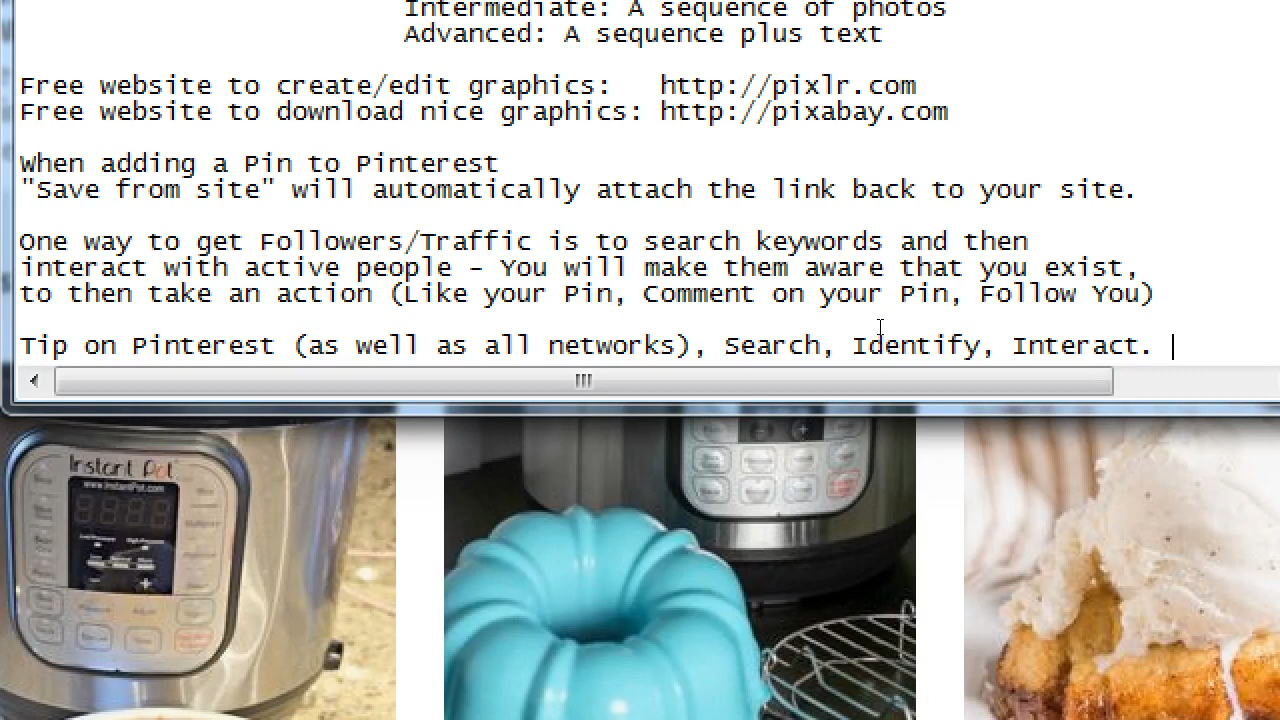 Intermediate: A sequence of photos
Advanced: A sequence plus text
Free website to create/edit graphics: http://pixlr.com
Free website to download nice graphics: http://pixabay.com
When adding a Pin to Pinterest
"Save from site" will automatically attach the link back to your site.
One way to get Followers/Traffic is to search keywords and then
interact with active people - You will make them aware that you exist,
to then take an action (Like your Pin, Comment on your Pin, Follow You)
Tip on Pinterest (as well as all networks), Search, Identify, Interact.
Instant Pot
www.InstantPot.com